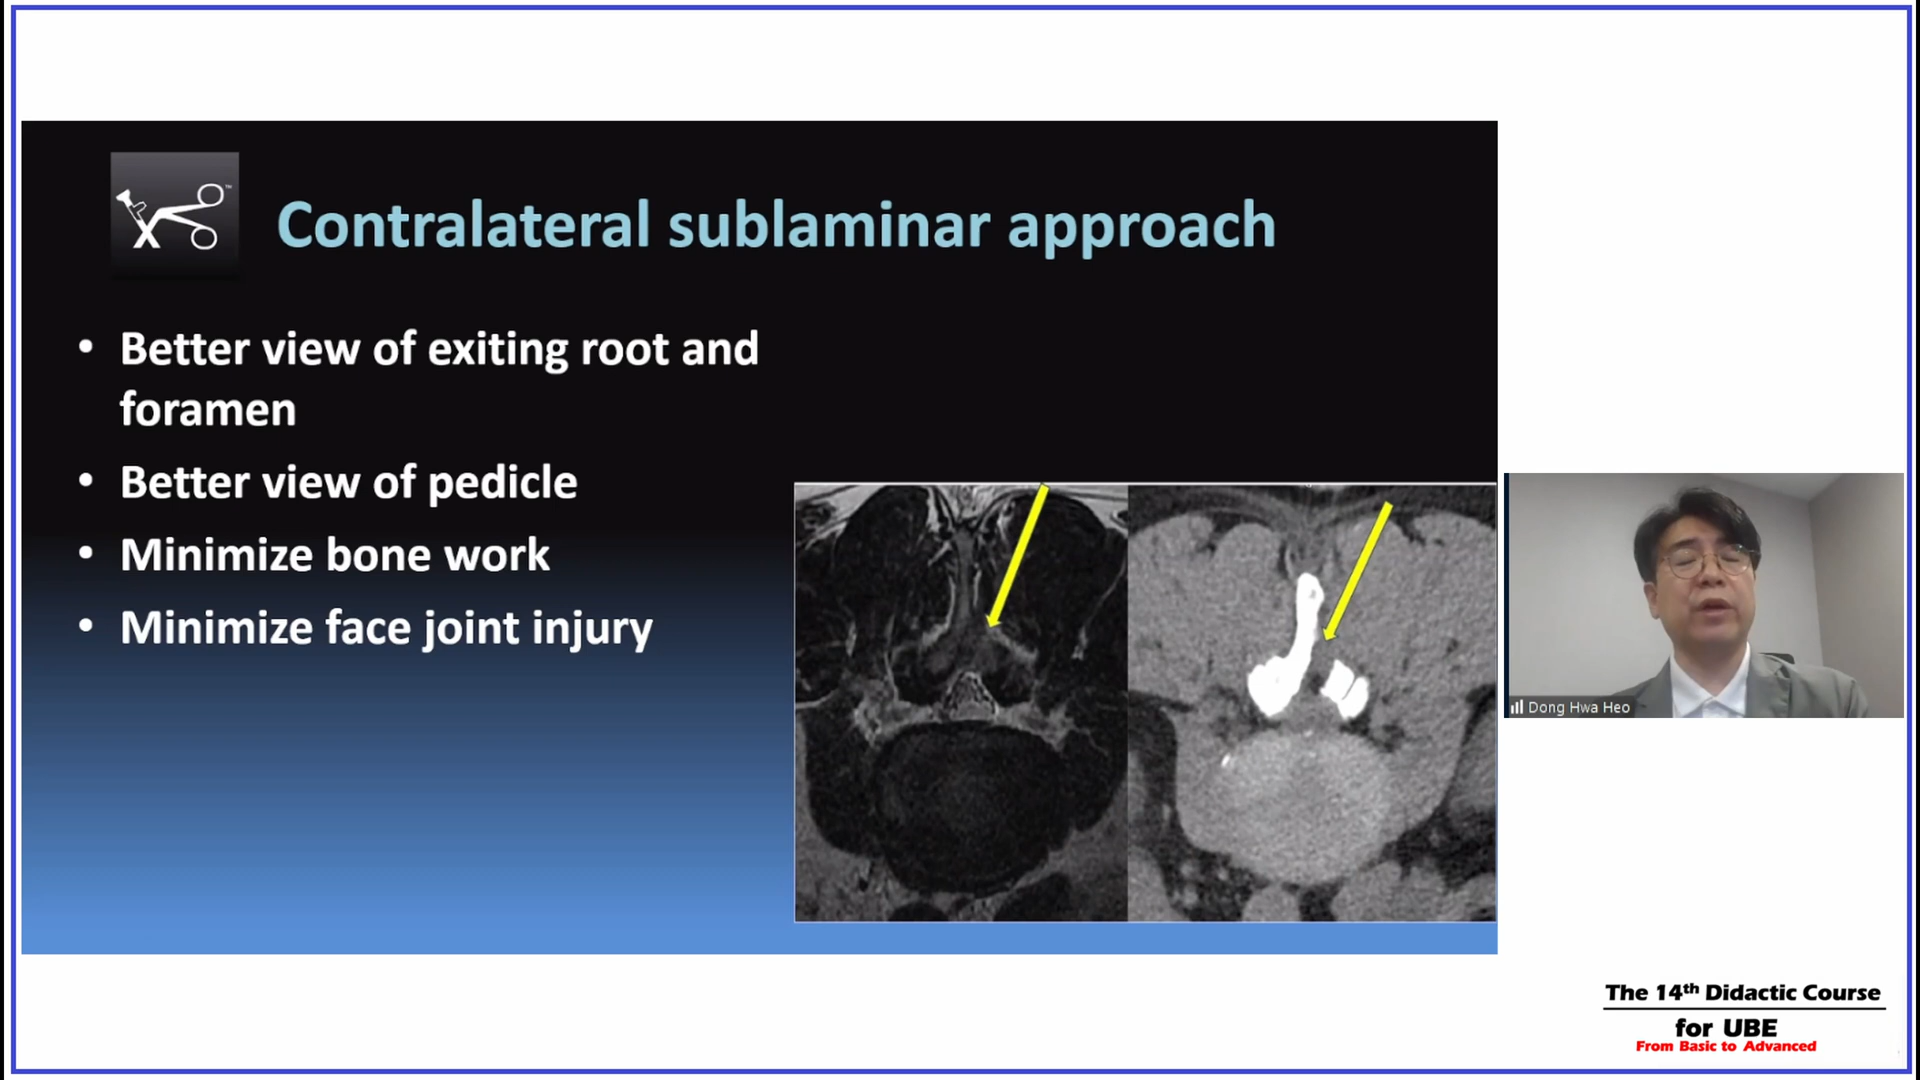 Contralateral sublaminar approach
• Better view of exiting root and
foramen
• Better view of pedicle
• Minimize bone work
• Minimize face joint injury
Dong Hwa Heo
The 14th Didactic Course
for UBE
From Basic to Advanced
X
™